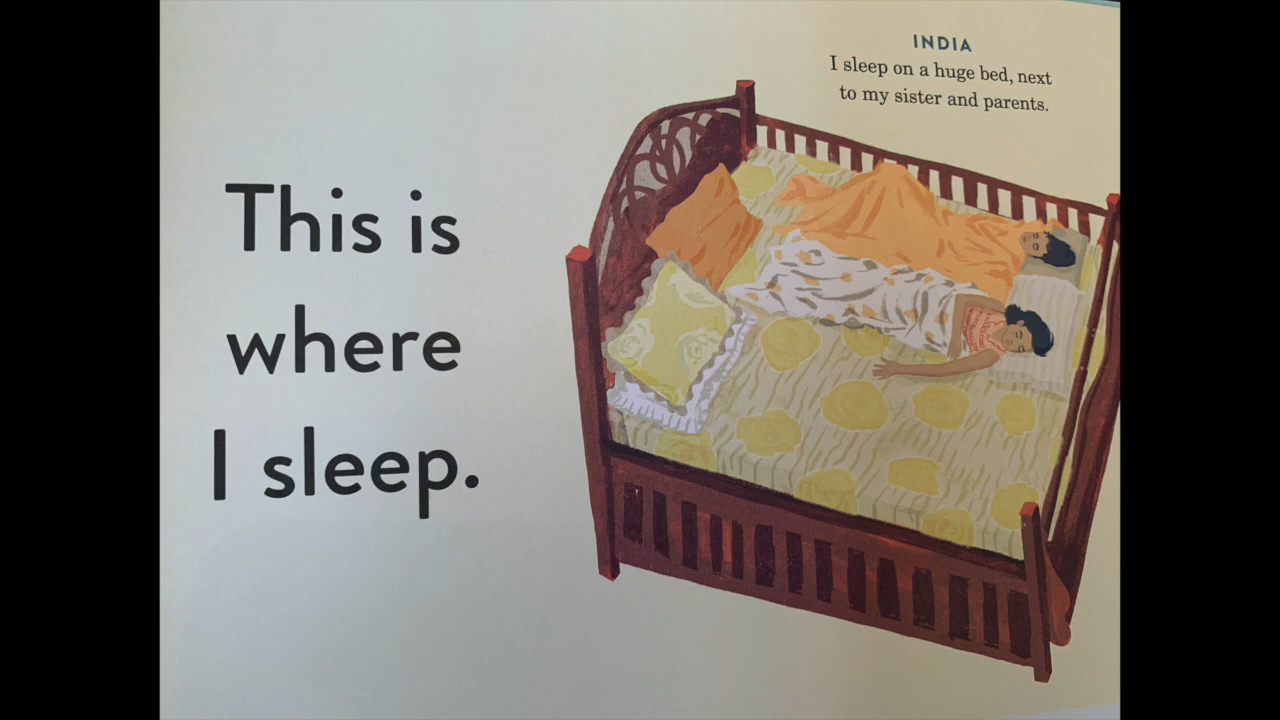 This is
where
I sleep.
INDIA
I sleep on a huge bed, next
to my sister and parents.